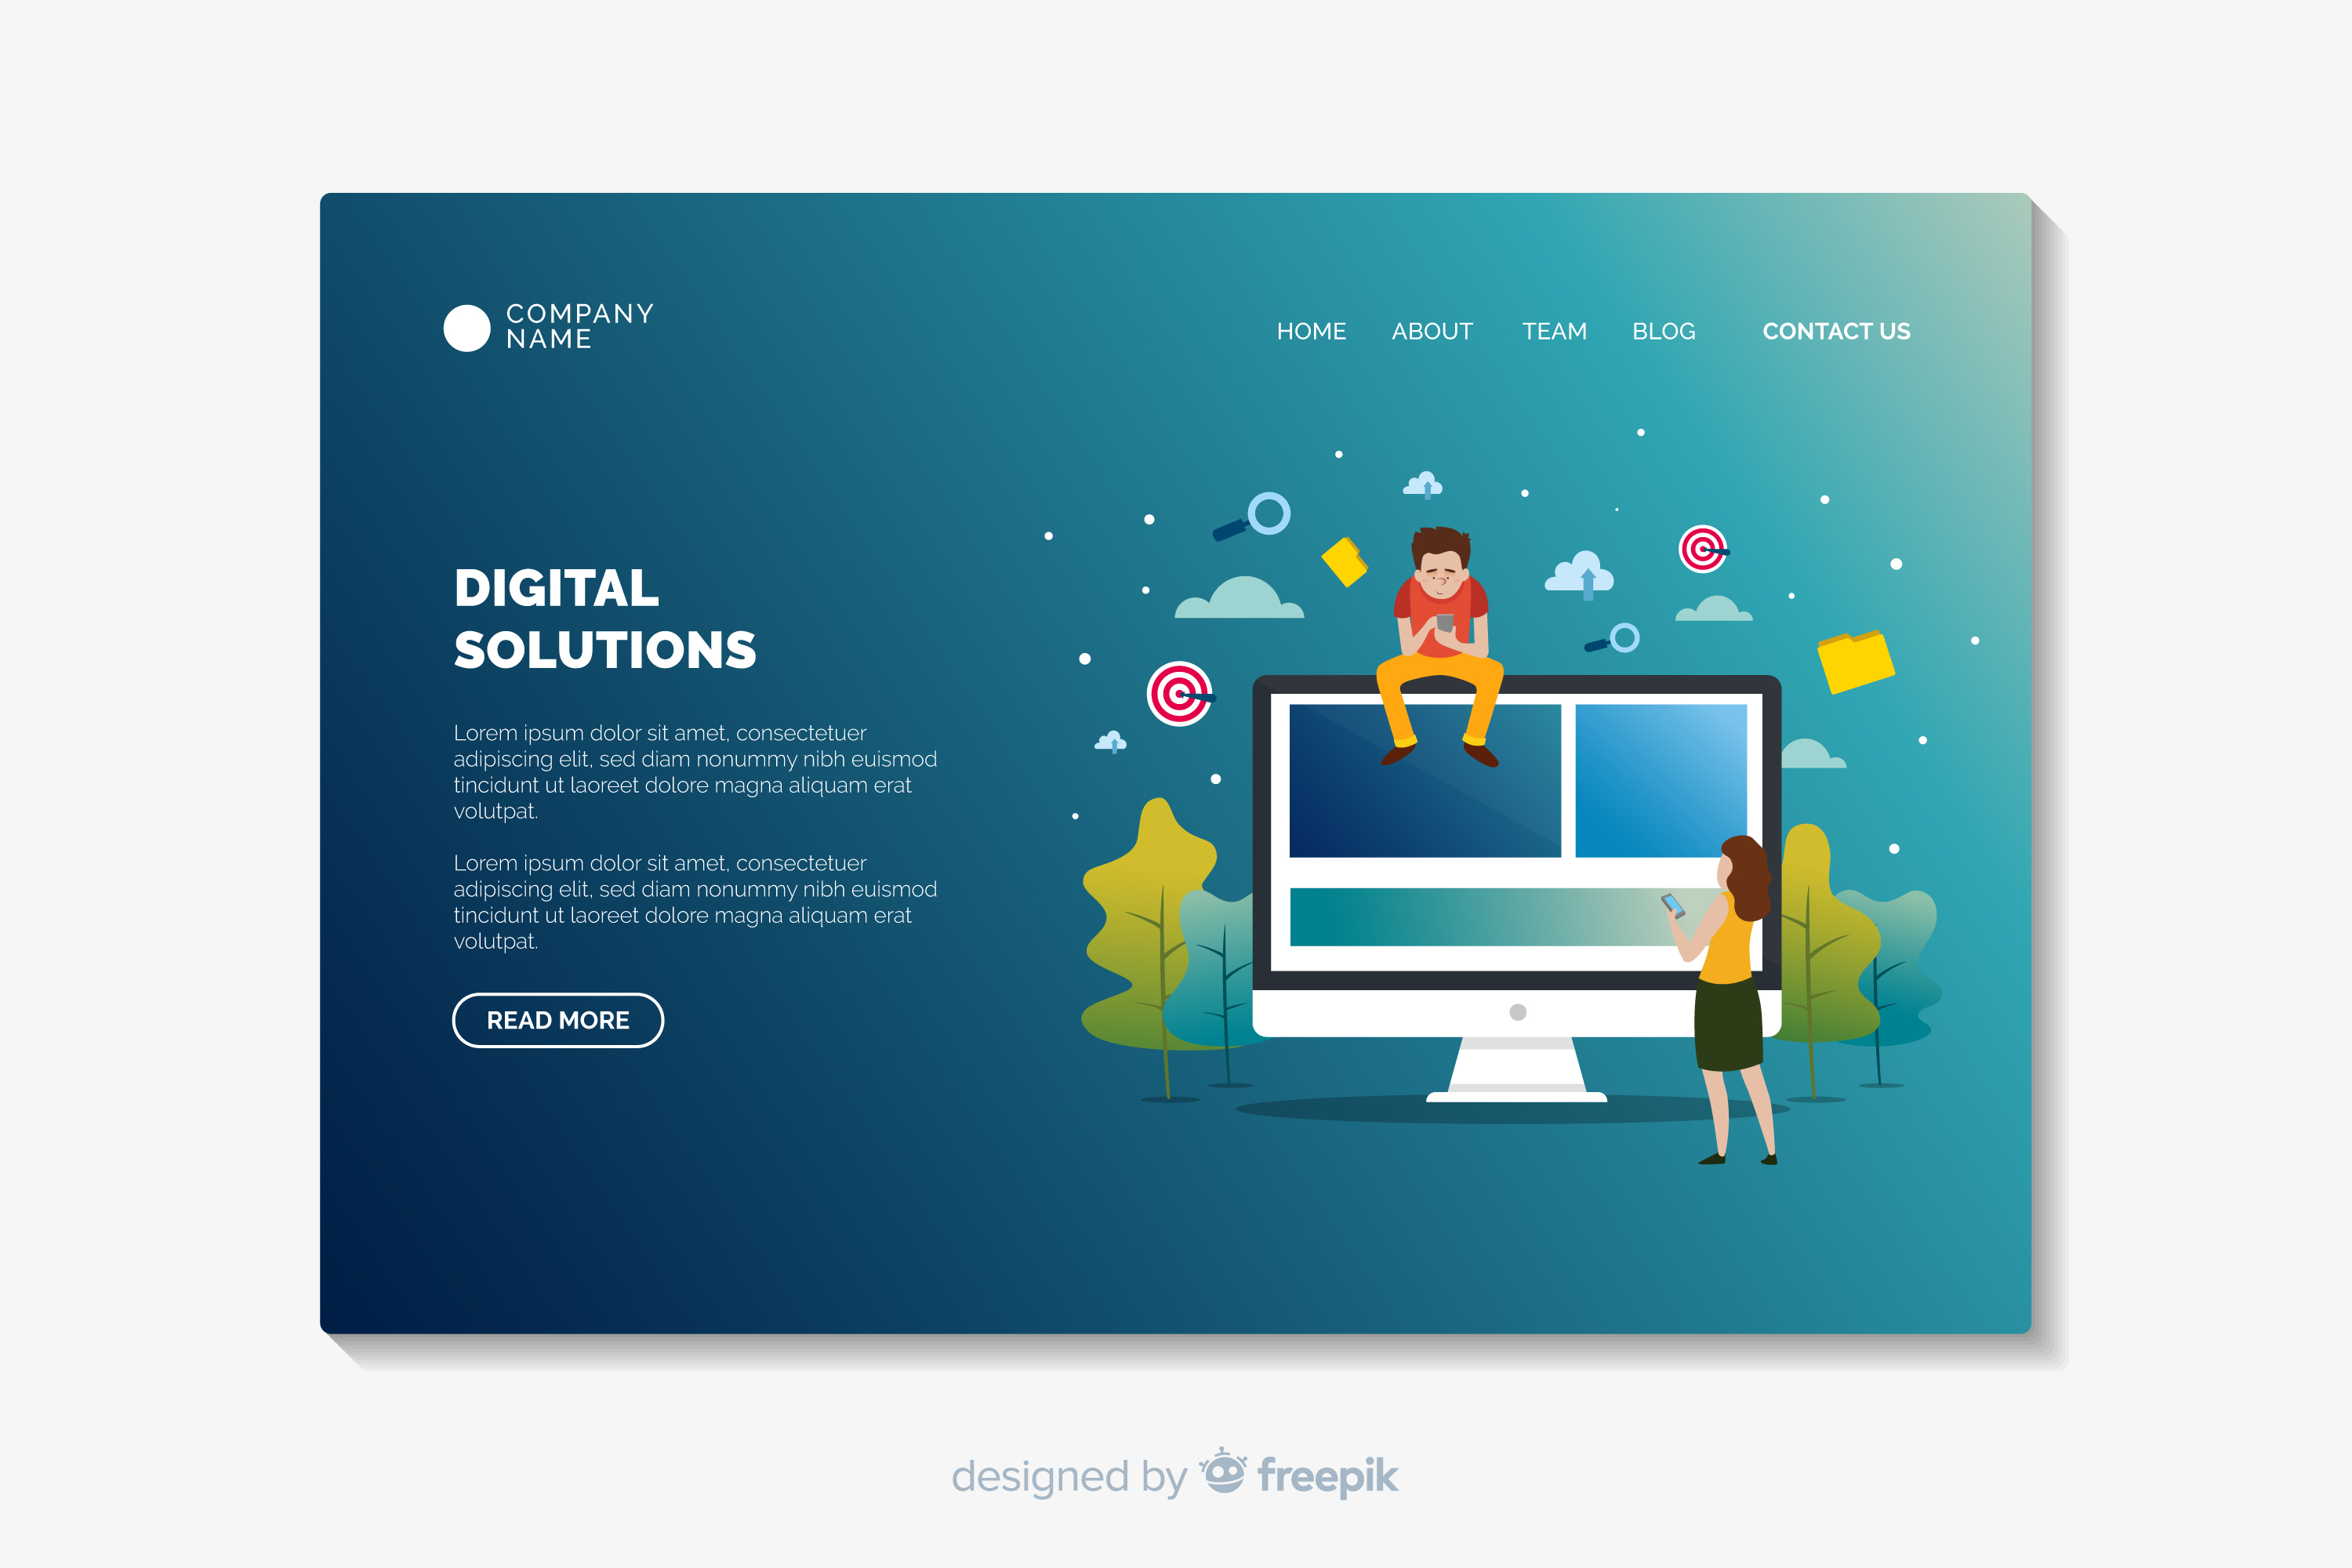 COMPANY
NAME
HOME ABOUT TEAM BLOG CONTACT US
DIGITAL
SOLUTIONS
Lorem ipsum dolor sit amet, consectetuer
adipiscing elit, sed diam nonummy nibh euismod
tincidunt ut laoreet dolore magna aliquam erat
volutpat.
Lorem ipsum dolor sit amet, consectetuer
adipiscing elit, sed diam nonummy nibh euismod
tincidunt ut laoreet dolore magna aliquam erat
volutpat.
READ MORE
designed by freepik